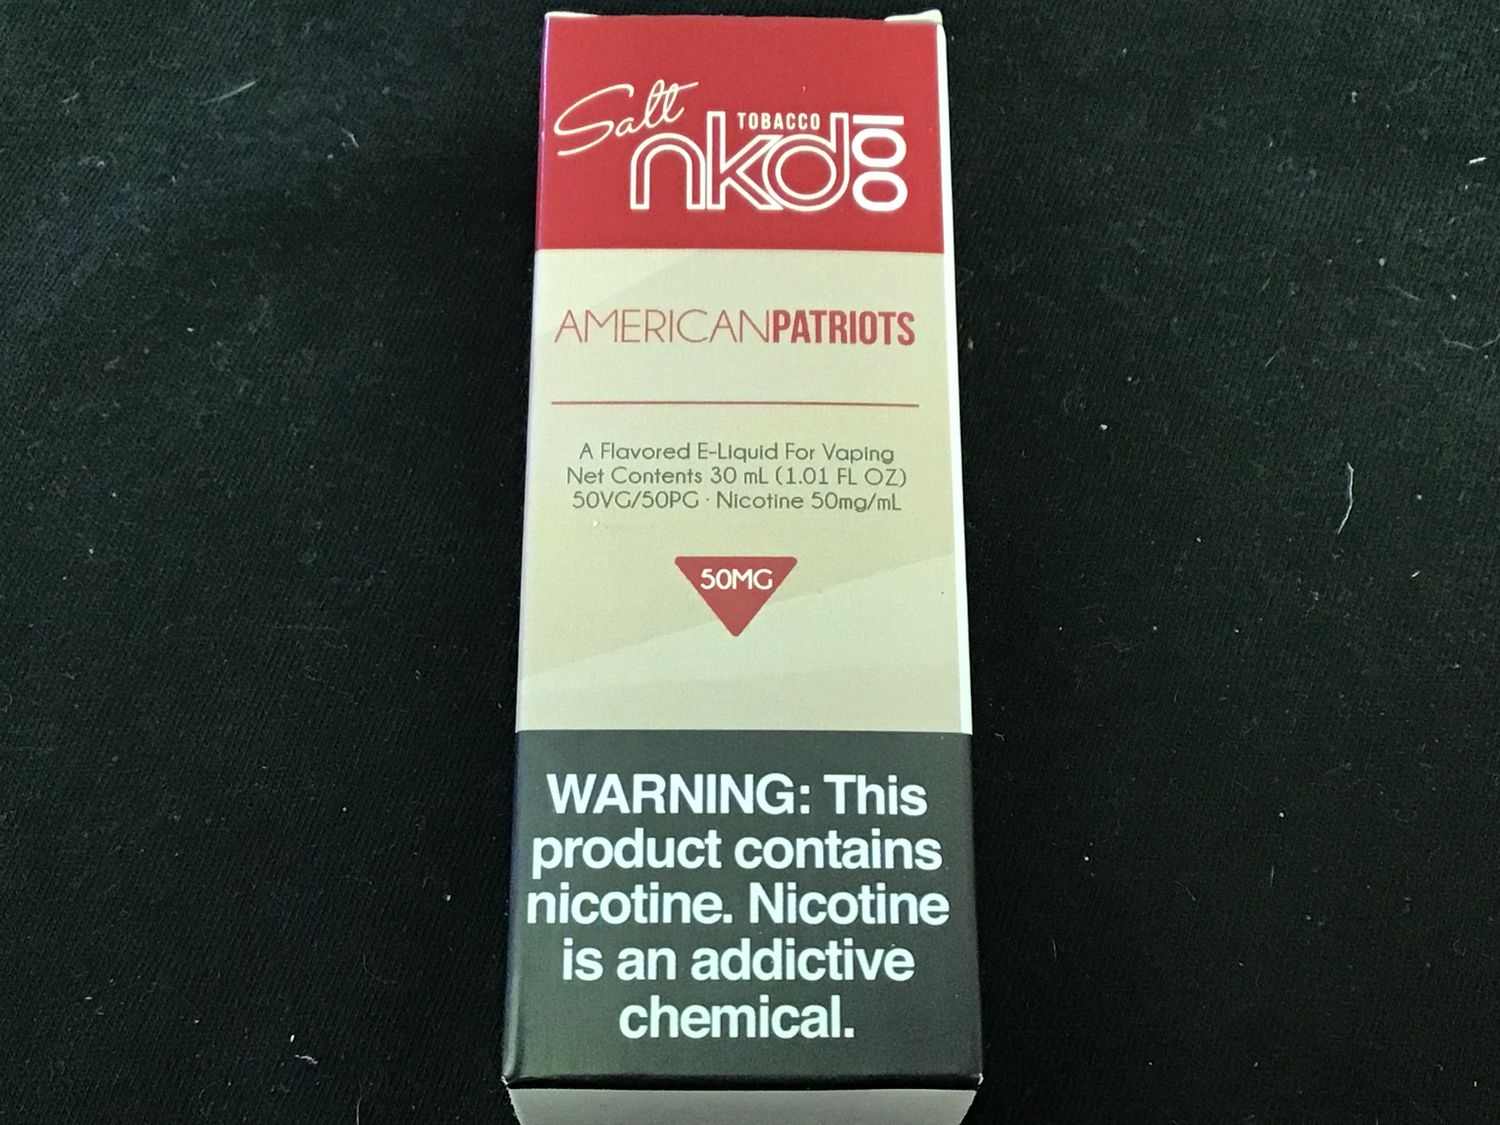 Salt
TOBACCO
nkd 100
AMERICANPATRIOTS
A Flavored E-Liquid For Vaping
Net Contents 30 mL (1.01 FL OZ)
50VG/50PG · Nicotine 50mg/mL
50MG
WARNING: This
product contains
nicotine. Nicotine
is an addictive
chemical.